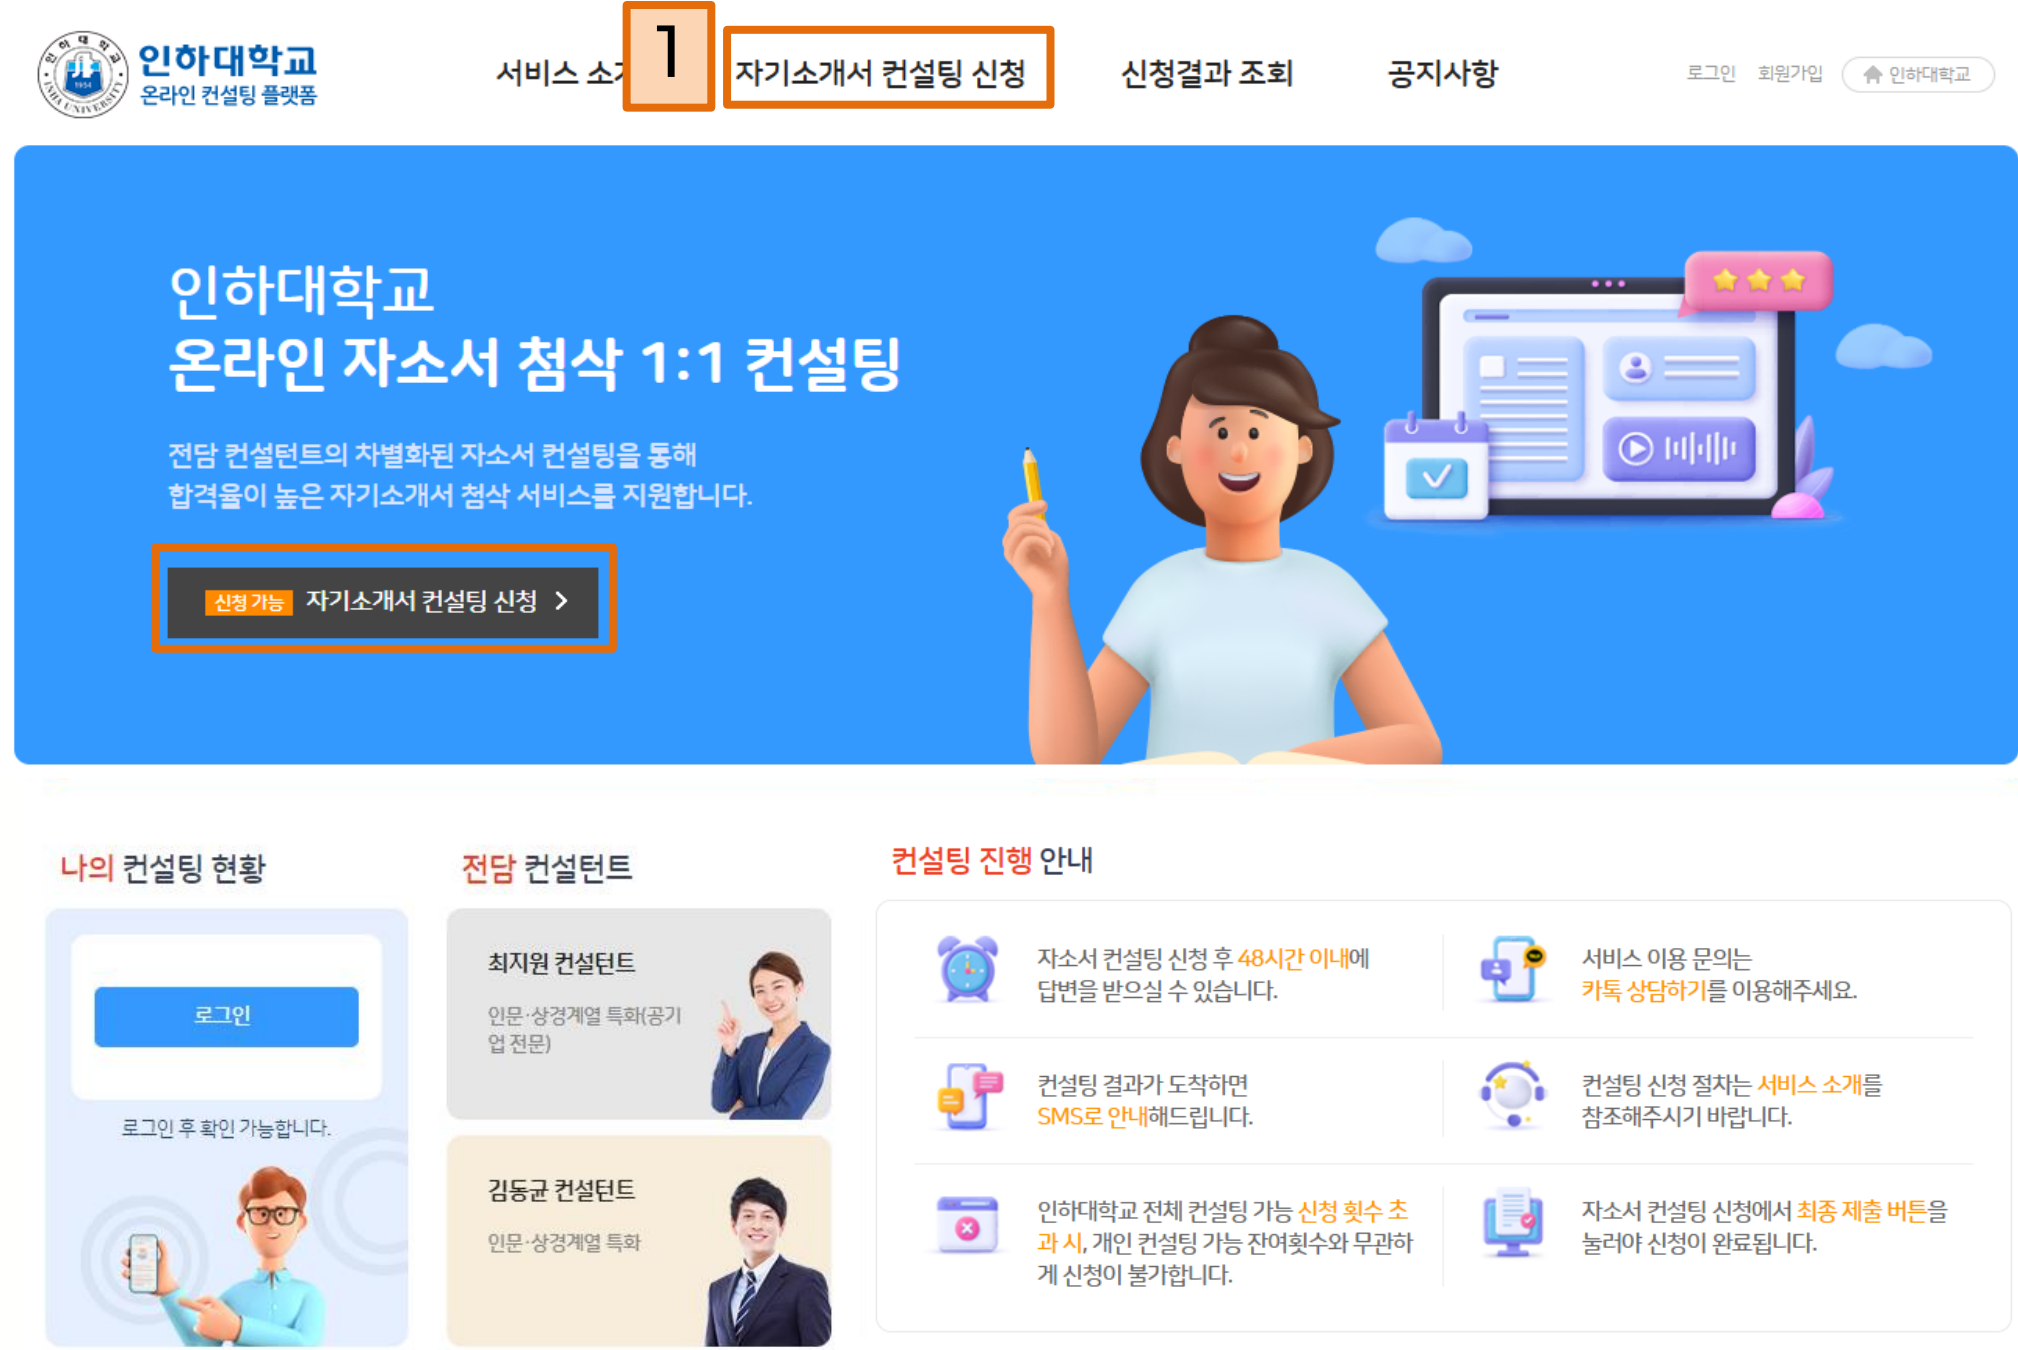 인하대학교
온라인 컨설팅 플랫폼
서비스 소개
1
자기소개서 컨설팅 신청
신청결과 조회
공지사항
로그인
회원가입
인하대학교
인하대학교
온라인 자소서 첨삭 1:1 컨설팅
전담 컨설턴트의 차별화된 자소서 컨설팅을 통해
합격율이 높은 자기소개서 첨삭 서비스를 지원합니다.
신청 가능 자기소개서 컨설팅 신청
나의 컨설팅 현황
로그인
로그인 후 확인 가능합니다.
전담 컨설턴트
최지원 컨설턴트
인문·상경계열 특화(공기
업 전문)
김동균 컨설턴트
인문·상경계열 특화
컨설팅 진행 안내
자소서 컨설팅 신청 후 48시간 이내에
답변을 받으실 수 있습니다.
서비스 이용 문의는
카톡 상담하기를 이용해주세요.
컨설팅 결과가 도착하면
SMS로 안내해드립니다.
컨설팅 신청 절차는 서비스 소개를
참조해주시기 바랍니다.
인하대학교 전체 컨설팅 가능 신청 횟수 초
과 시, 개인 컨설팅 가능 잔여횟수와 무관하
게 신청이 불가합니다.
자소서 컨설팅 신청에서 최종 제출 버튼을
눌러야 신청이 완료됩니다.